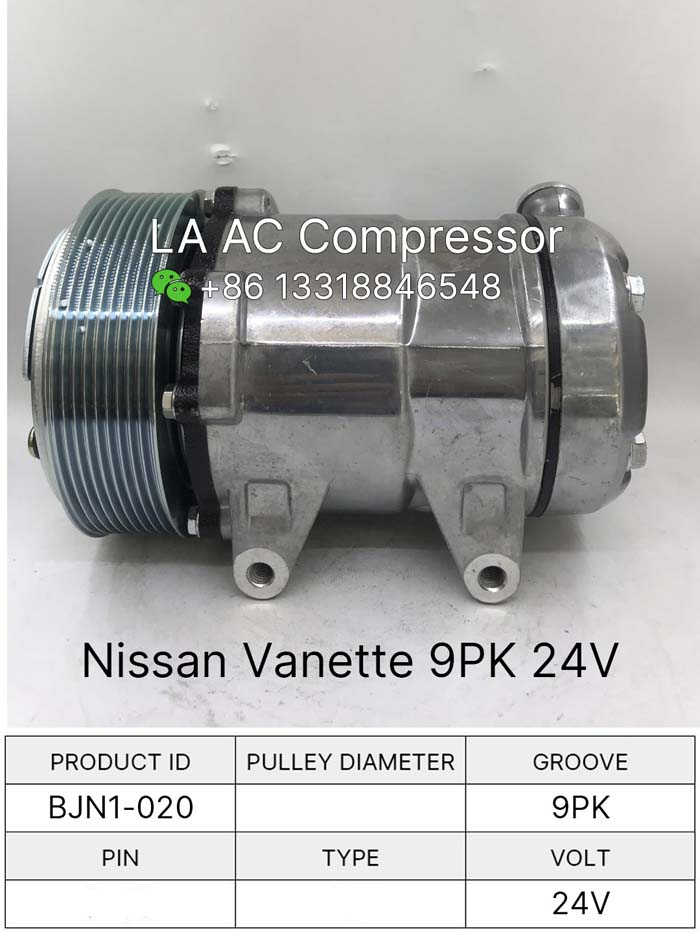 LA AC Compressor
+86 13318846548
Nissan Vanette 9PK 24V
PRODUCT ID PULLEY DIAMETER GROOVE
BJN1-020 9PK
PIN TYPE VOLT
24V